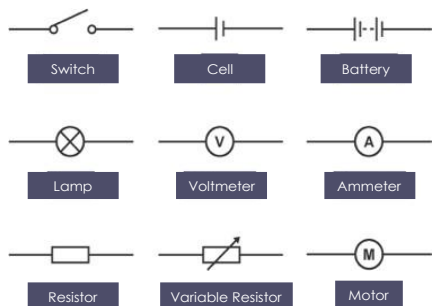 Switch
Cell
Battery
V
A
Lamp
Voltmeter
Ammeter
M
Resistor
Variable Resistor
Motor